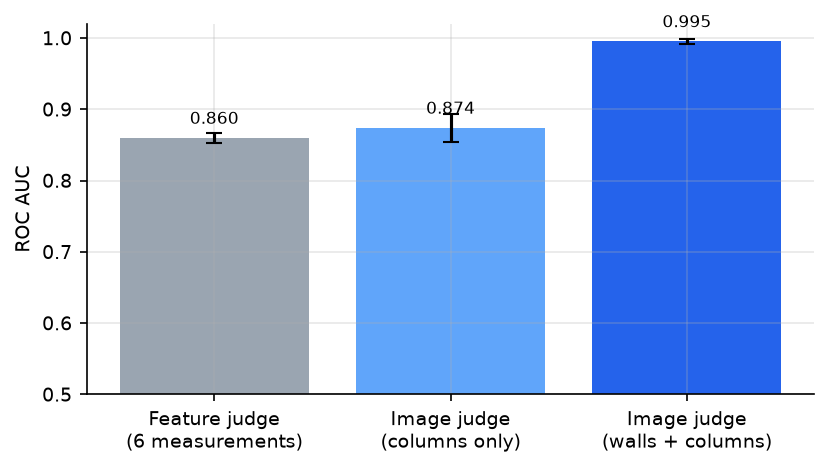 ROC AUC
1.0
0.9
0.8
0.7
0.6
0.5
0.860
0.874
0.995
Feature judge
(6 measurements)
Image judge
(columns only)
Image judge
(walls + columns)